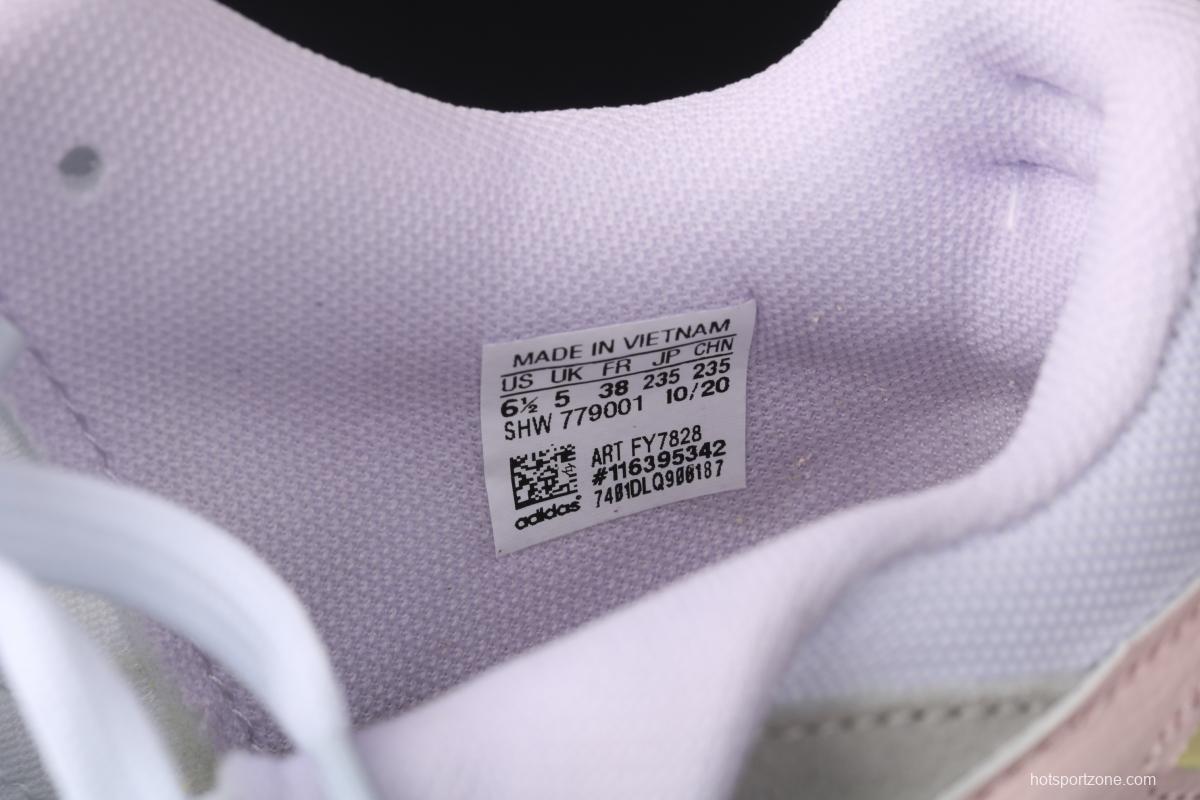 MADE IN VIETNAM
US UK FR JP CHN
6½ 5 38 235 235
SHW 779001 10/20
ART FY7828
#116395342
7401DLQ900187
adidas
hotsportzone.com